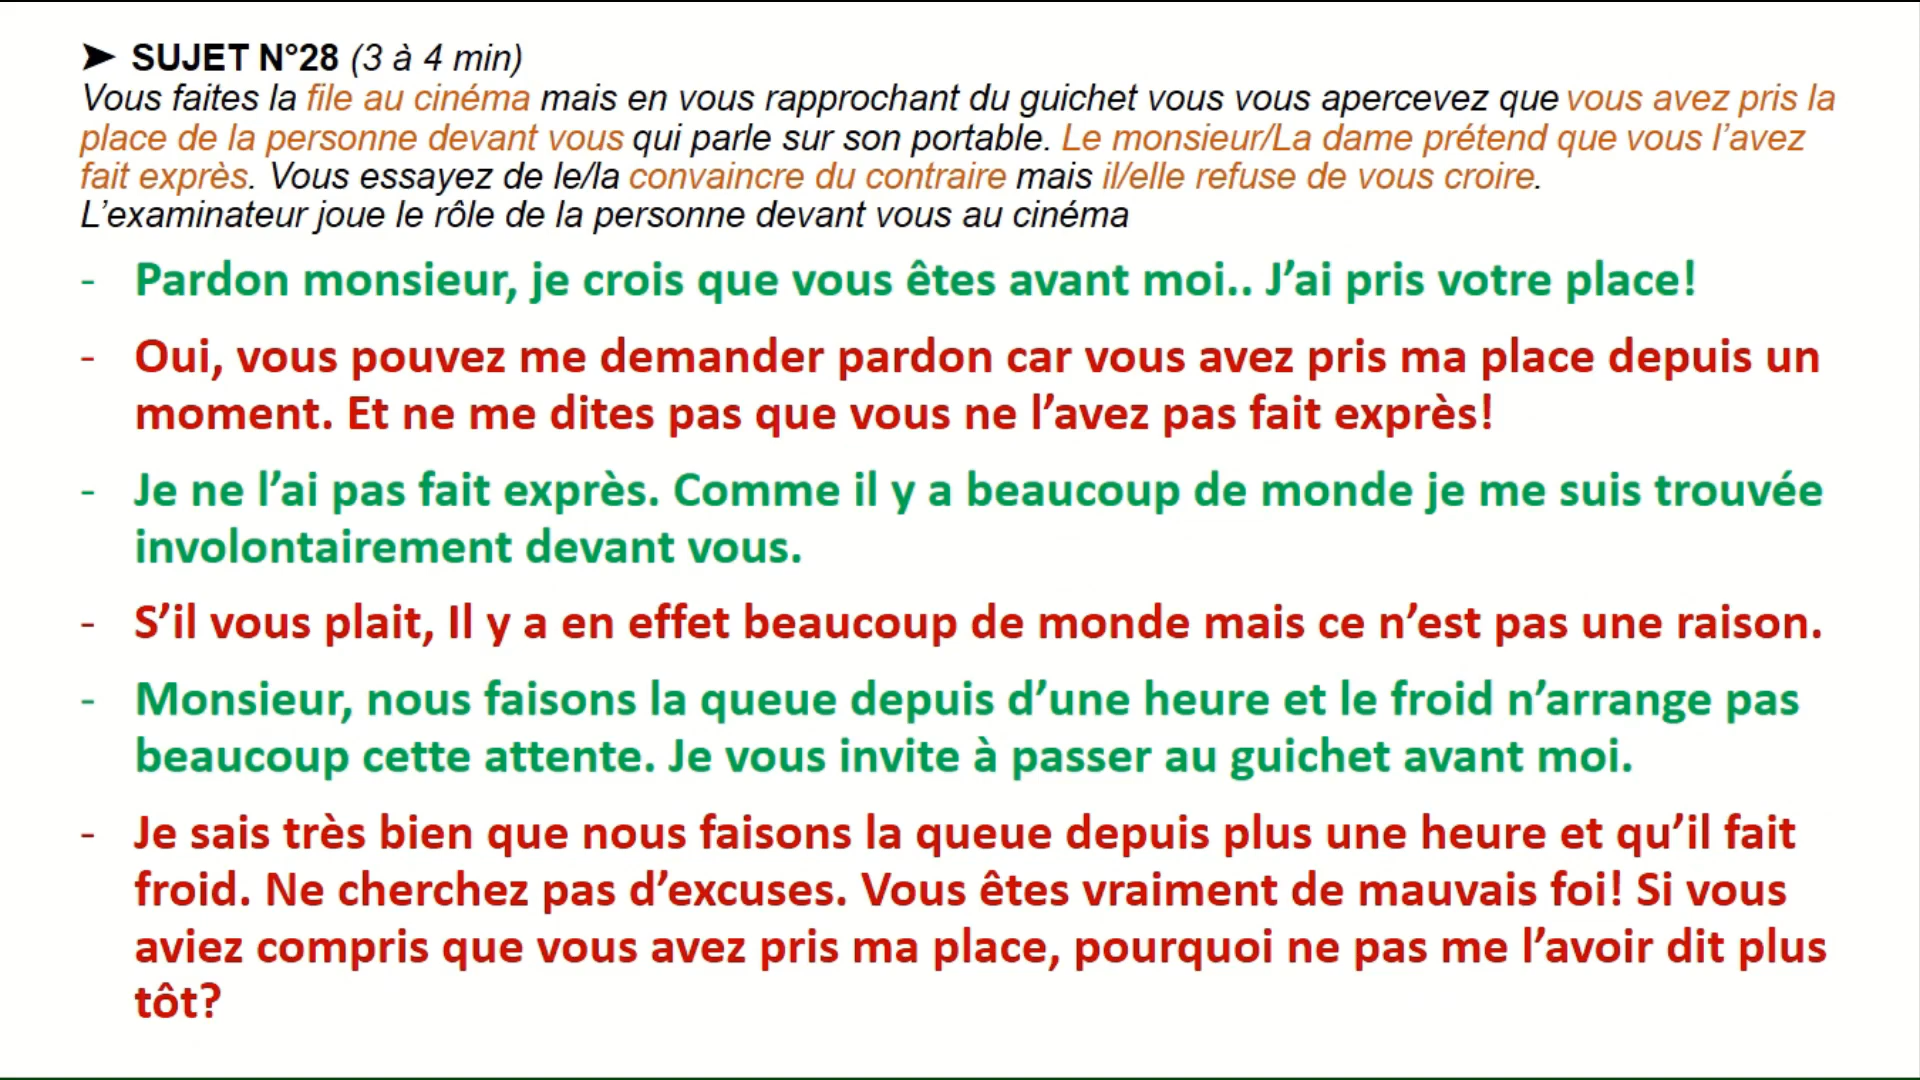 ➤ SUJET N°28 (3 à 4 min)
Vous faites la file au cinéma mais en vous rapprochant du guichet vous vous apercevez que vous avez pris la
place de la personne devant vous qui parle sur son portable. Le monsieur/La dame prétend que vous l’avez
fait exprès. Vous essayez de le/la convaincre du contraire mais il/elle refuse de vous croire.
L’examinateur joue le rôle de la personne devant vous au cinéma
- Pardon monsieur, je crois que vous êtes avant moi.. J’ai pris votre place!
- Oui, vous pouvez me demander pardon car vous avez pris ma place depuis un
moment. Et ne me dites pas que vous ne l’avez pas fait exprès!
- Je ne l’ai pas fait exprès. Comme il y a beaucoup de monde je me suis trouvée
involontairement devant vous.
- S’il vous plait, Il y a en effet beaucoup de monde mais ce n’est pas une raison.
- Monsieur, nous faisons la queue depuis d’une heure et le froid n’arrange pas
beaucoup cette attente. Je vous invite à passer au guichet avant moi.
- Je sais très bien que nous faisons la queue depuis plus une heure et qu’il fait
froid. Ne cherchez pas d’excuses. Vous êtes vraiment de mauvais foi! Si vous
aviez compris que vous avez pris ma place, pourquoi ne pas me l’avoir dit plus
tôt?